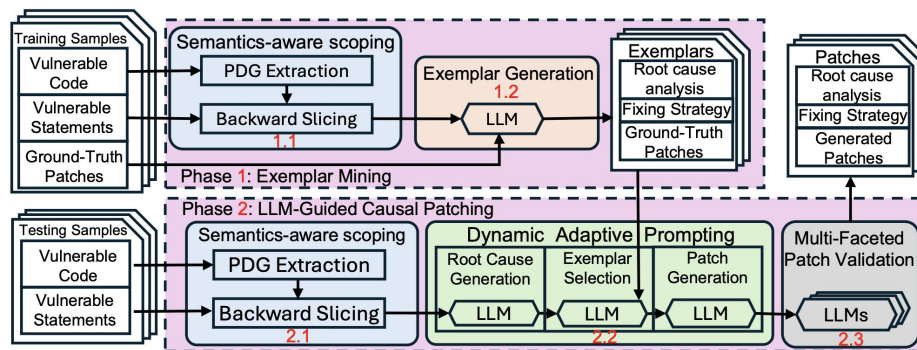 Training Samples
Vulnerable
Code
Vulnerable
Statements
Ground-Truth
Patches
Semantics-aware scoping
PDG Extraction
Backward Slicing
1.1
Exemplar Generation
1.2
LLM
Exemplars
Root cause
analysis
Fixing Strategy
Ground-Truth
Patches
Phase 1: Exemplar Mining
Patches
Root cause
analysis
Fixing Strategy
Generated
Patches
Testing Samples
Vulnerable
Code
Vulnerable
Statements
Phase 2: LLM-Guided Causal Patching
Semantics-aware scoping
PDG Extraction
Backward Slicing
2.1
Dynamic Adaptive Prompting
Root Cause
Generation
LLM
Exemplar
Selection
LLM
Patch
Generation
LLM
2.2
Multi-Faceted
Patch Validation
LLMs
2.3